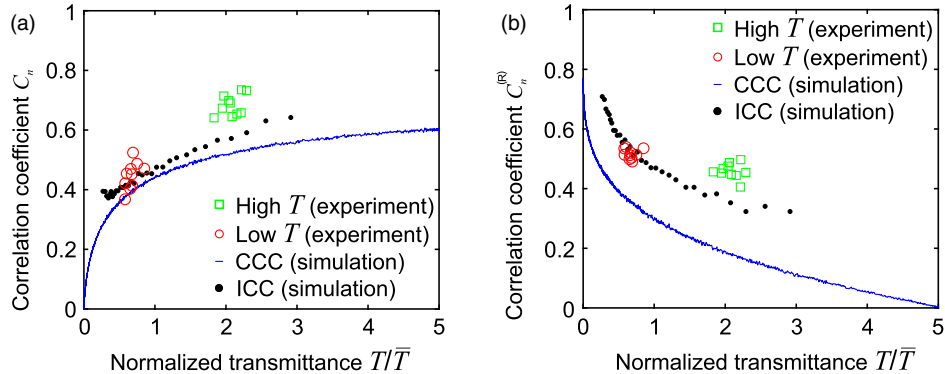 (a)
Correlation coefficient Cₙ
1
0.8
0.6
0.4
0.2
0
High T (experiment)
Low T (experiment)
CCC (simulation)
ICC (simulation)
0 1 2 3 4 5
Normalized transmittance T/T̅
(b)
Correlation coefficient Cₙ⁽ᴿ⁾
1
0.8
0.6
0.4
0.2
0
High T (experiment)
Low T (experiment)
CCC (simulation)
ICC (simulation)
0 1 2 3 4 5
Normalized transmittance T/T̅